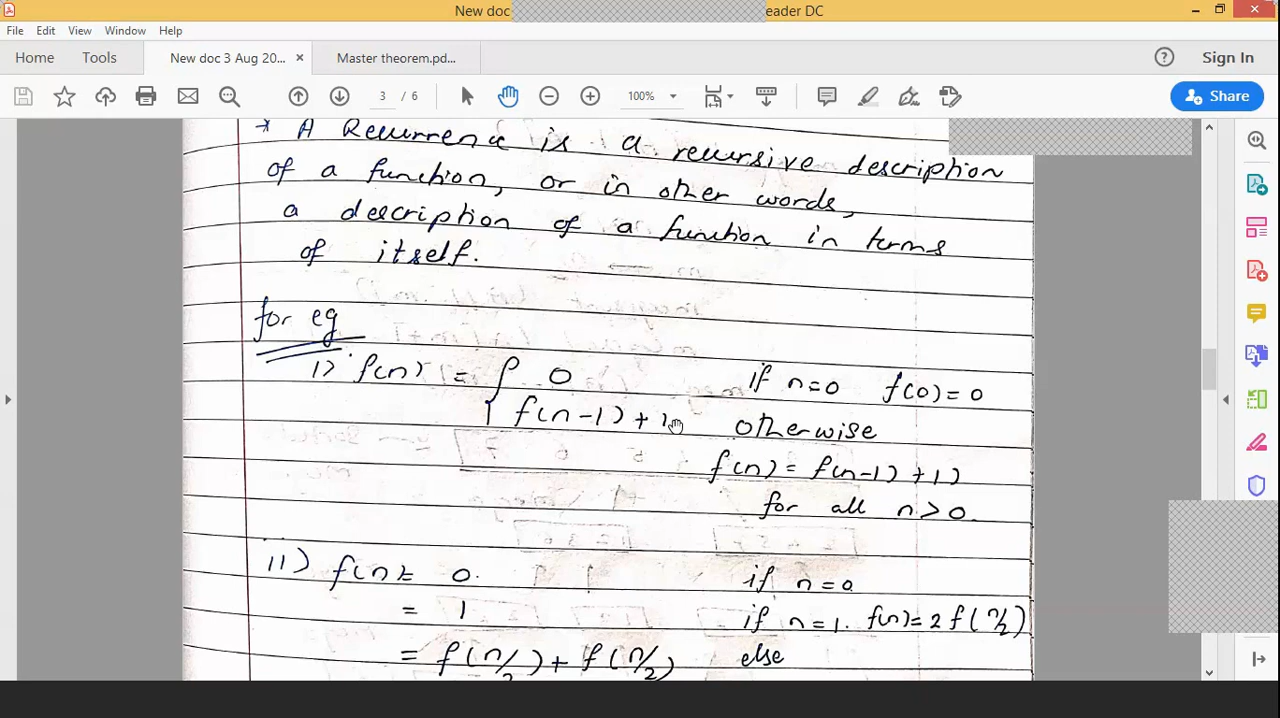 New doc eader DC
File Edit View Window Help
Home Tools New doc 3 Aug 20... × Master theorem.pd... Sign In
3 / 6 100% Share
* A Recurrence is a recursive description
of a function, or in other words,
a description of a function in terms
of itself.
for eg
1) f(n) = { 0 if n=0 f(0)=0
f(n-1)+1 otherwise
f(n) = f(n-1) +1)
for all n>0.
11) f(n) = 0. if n=0
= 1 if n=1. f(n)=2 f(n/2)
= f(n/2) + f(n/2) else